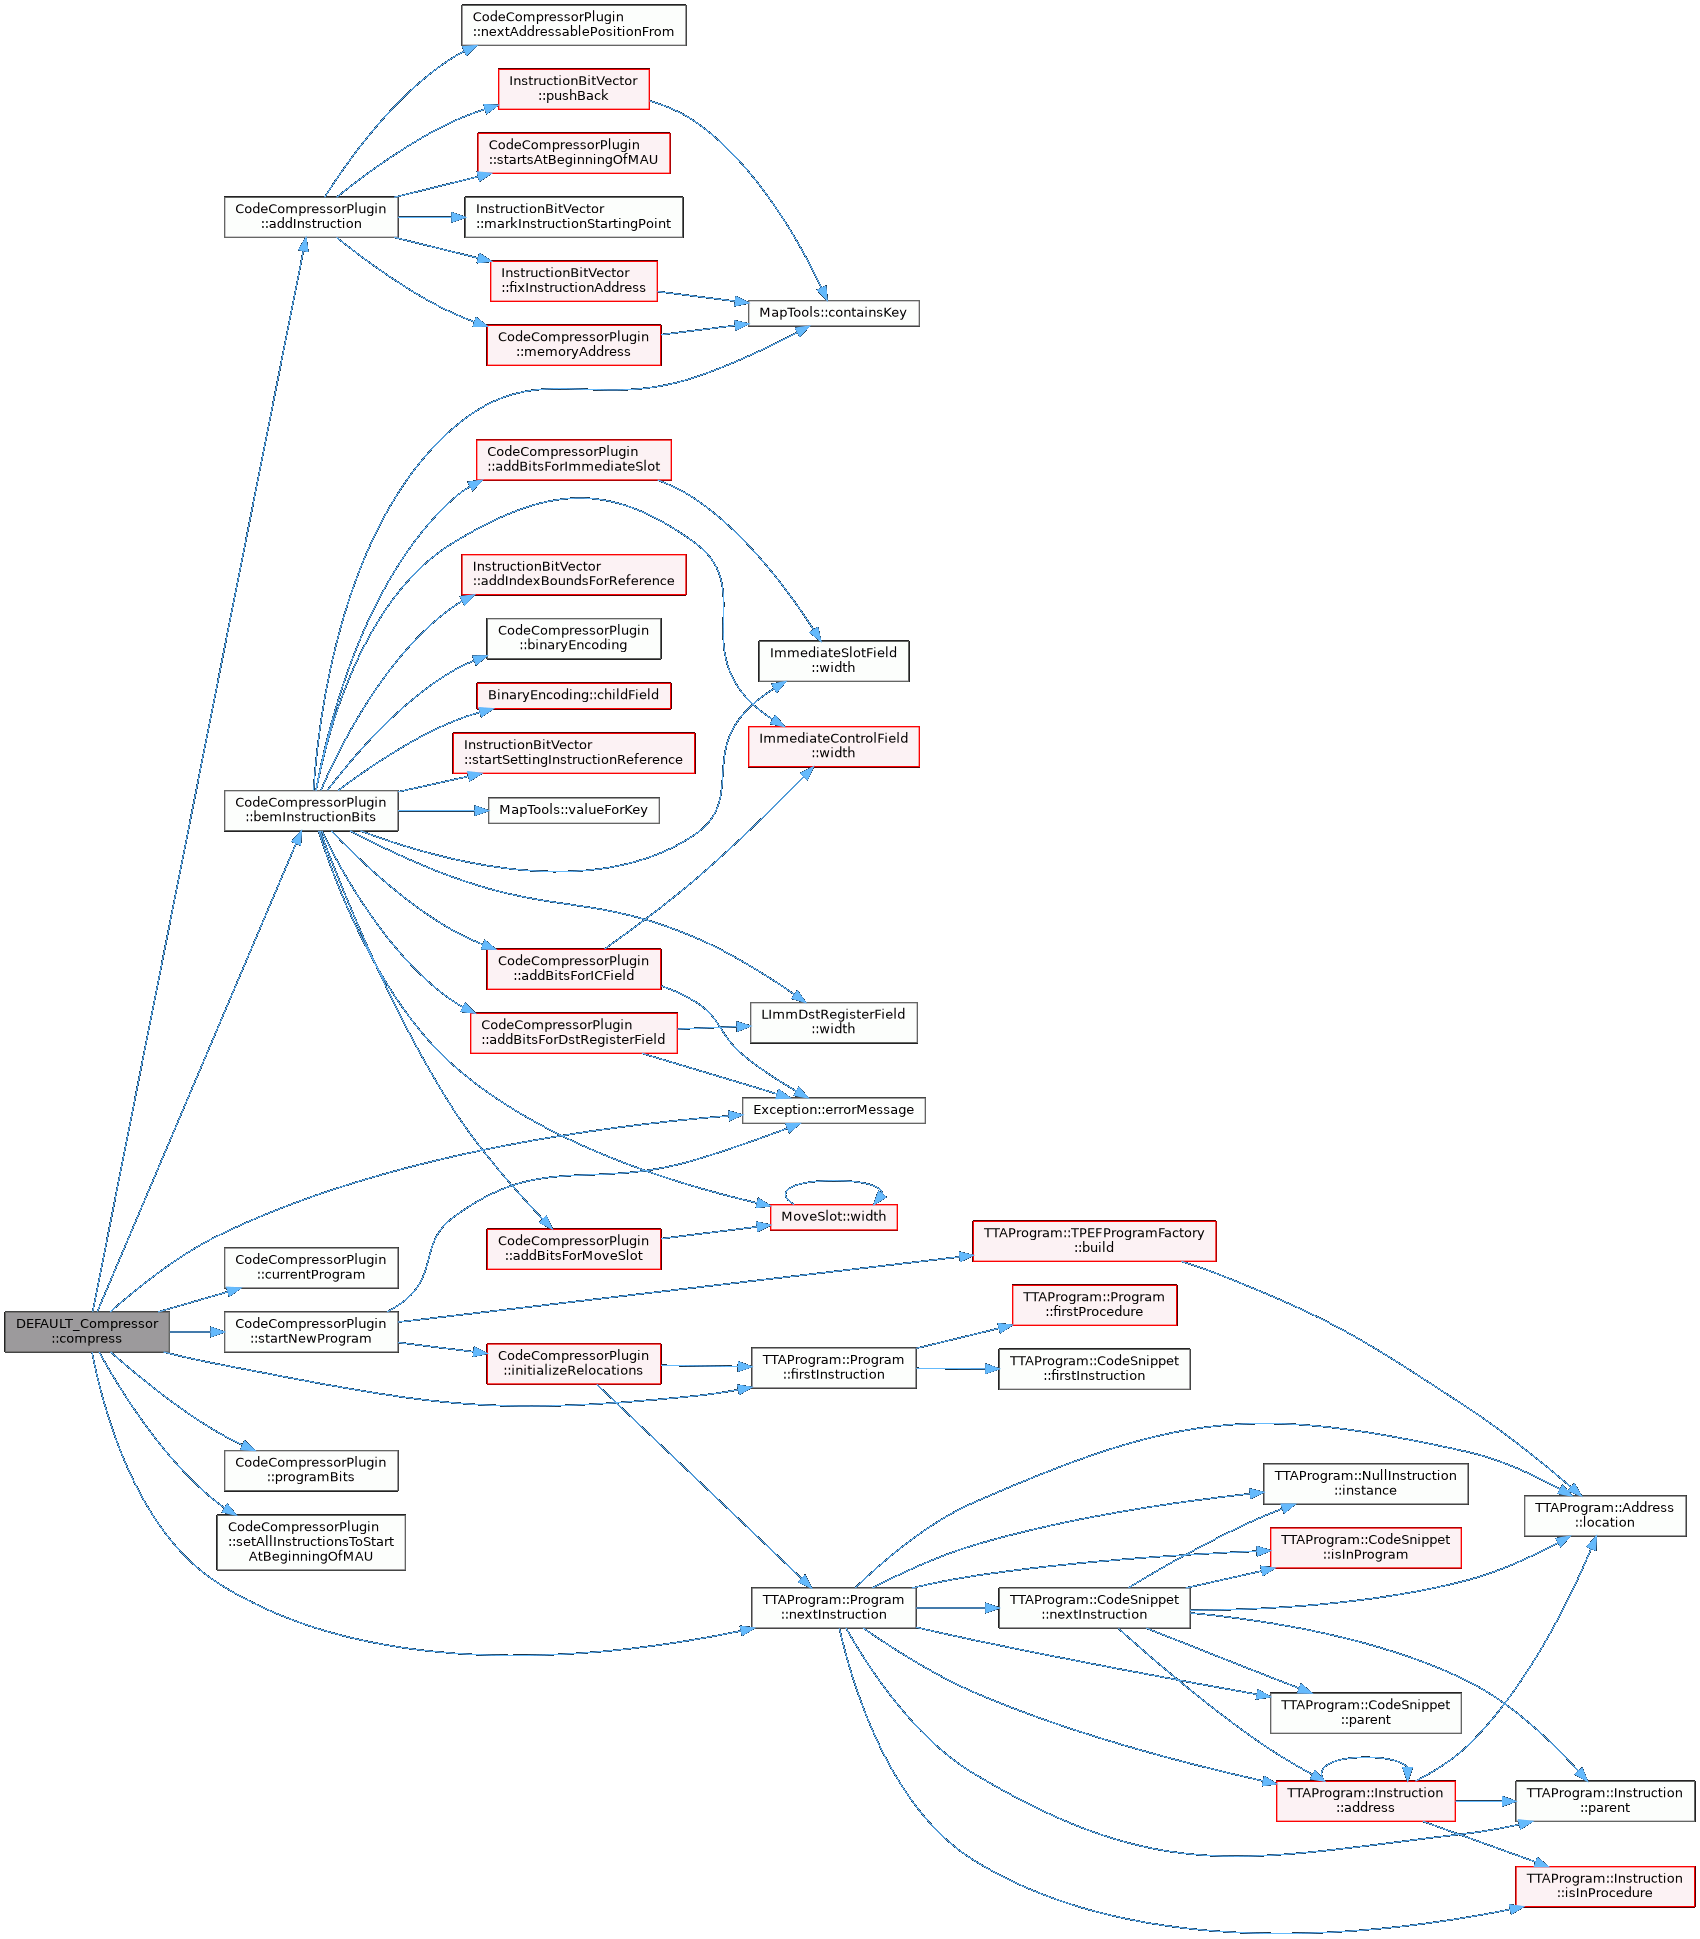 CodeCompressorPlugin
::nextAddressablePositionFrom
InstructionBitVector
::pushBack
CodeCompressorPlugin
::startsAtBeginningOfMAU
CodeCompressorPlugin
::addInstruction
InstructionBitVector
::markInstructionStartingPoint
InstructionBitVector
::fixInstructionAddress
MapTools::containsKey
CodeCompressorPlugin
::memoryAddress
CodeCompressorPlugin
::addBitsForImmediateSlot
InstructionBitVector
::addIndexBoundsForReference
CodeCompressorPlugin
::binaryEncoding
ImmediateSlotField
::width
BinaryEncoding::childField
InstructionBitVector
::startSettingInstructionReference
ImmediateControlField
::width
CodeCompressorPlugin
::bemInstructionBits
MapTools::valueForKey
CodeCompressorPlugin
::addBitsForICField
LImmDstRegisterField
::width
CodeCompressorPlugin
::addBitsForDstRegisterField
Exception::errorMessage
MoveSlot::width
CodeCompressorPlugin
::addBitsForMoveSlot
TTAProgram::TPEFProgramFactory
::build
CodeCompressorPlugin
::currentProgram
TTAProgram::Program
::firstProcedure
DEFAULT_Compressor
::compress
CodeCompressorPlugin
::startNewProgram
CodeCompressorPlugin
::initializeRelocations
TTAProgram::Program
::firstInstruction
TTAProgram::CodeSnippet
::firstInstruction
CodeCompressorPlugin
::programBits
TTAProgram::NullInstruction
::instance
TTAProgram::Address
::location
CodeCompressorPlugin
::setAllInstructionsToStart
AtBeginningOfMAU
TTAProgram::CodeSnippet
::isInProgram
TTAProgram::Program
::nextInstruction
TTAProgram::CodeSnippet
::nextInstruction
TTAProgram::CodeSnippet
::parent
TTAProgram::Instruction
::address
TTAProgram::Instruction
::parent
TTAProgram::Instruction
::isInProcedure